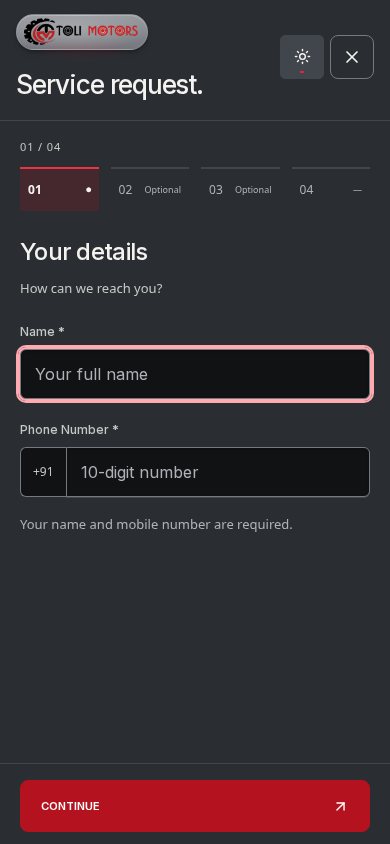 TOLI MOTORS
Service request.
01 / 04
01 •
02 Optional
03 Optional
04 —
Your details
How can we reach you?
Name *
Your full name
Phone Number *
+91 10-digit number
Your name and mobile number are required.
CONTINUE